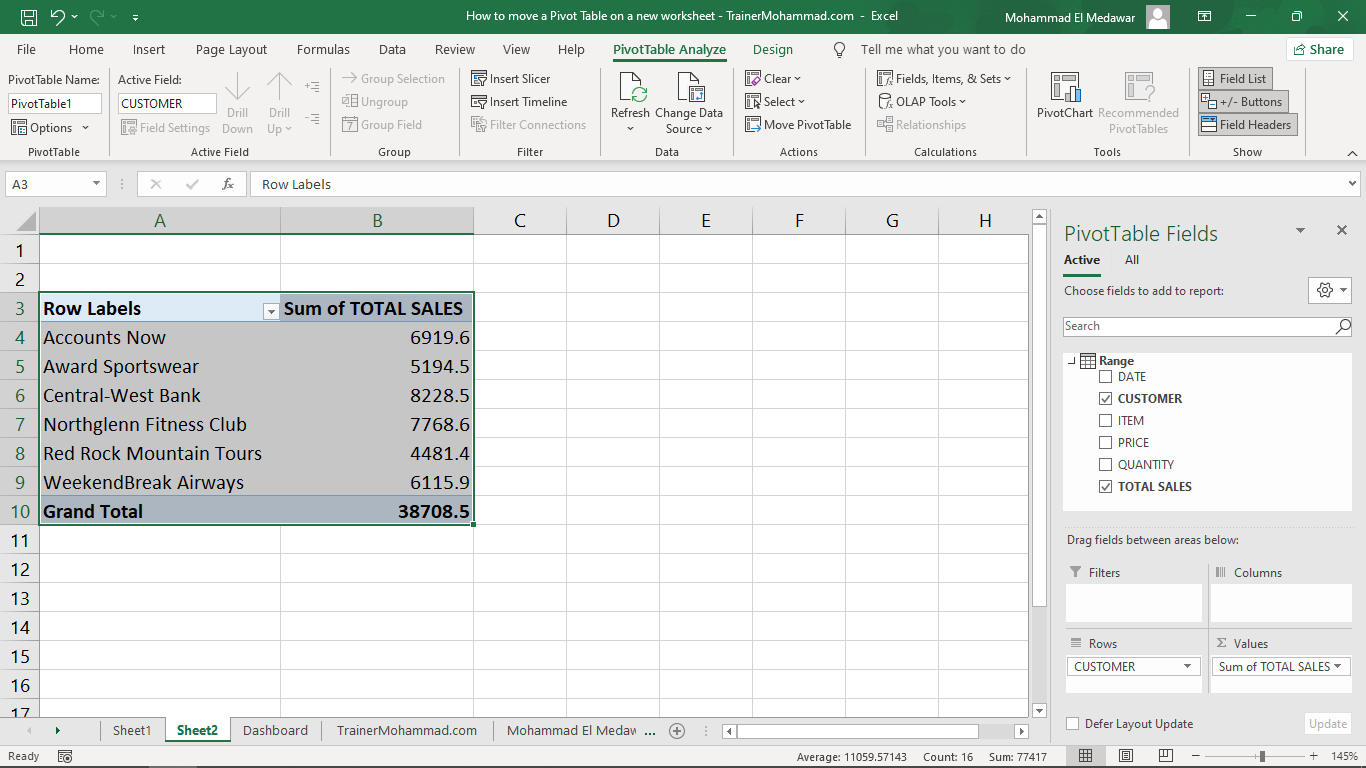 How to move a Pivot Table on a new worksheet - TrainerMohammad.com - Excel
Mohammad El Medawar
File Home Insert Page Layout Formulas Data Review View Help PivotTable Analyze Design Tell me what you want to do Share
PivotTable Name:
PivotTable1
Options
PivotTable
Active Field:
CUSTOMER
Field Settings
Drill Down
Drill Up
Active Field
Group Selection
Ungroup
Group Field
Group
Insert Slicer
Insert Timeline
Filter Connections
Filter
Refresh
Change Data Source
Data
Clear
Select
Move PivotTable
Actions
Fields, Items, & Sets
OLAP Tools
Relationships
Calculations
PivotChart
Recommended PivotTables
Tools
Field List
+/- Buttons
Field Headers
Show
A3
fx
Row Labels
A B C D E F G H
1
2
3 Row Labels Sum of TOTAL SALES
4 Accounts Now 6919.6
5 Award Sportswear 5194.5
6 Central-West Bank 8228.5
7 Northglenn Fitness Club 7768.6
8 Red Rock Mountain Tours 4481.4
9 WeekendBreak Airways 6115.9
10 Grand Total 38708.5
11
12
13
14
15
16
17
PivotTable Fields
Active All
Choose fields to add to report:
Search
Range
DATE
CUSTOMER
ITEM
PRICE
QUANTITY
TOTAL SALES
Drag fields between areas below:
Filters
Columns
Rows
CUSTOMER
Σ Values
Sum of TOTAL SALES
Defer Layout Update
Update
Sheet1 Sheet2 Dashboard TrainerMohammad.com Mohammad El Medaw ...
Ready
Average: 11059.57143 Count: 16 Sum: 77417
145%